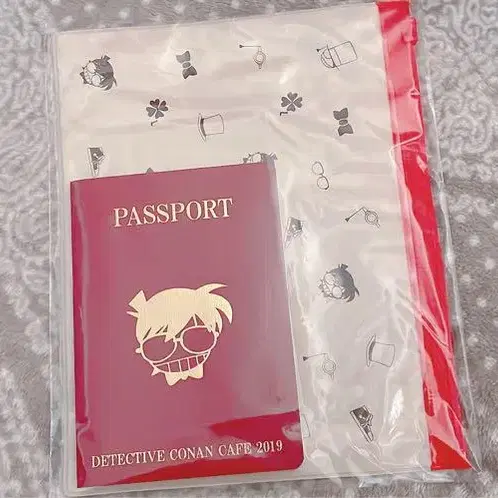 PASSPORT
DETECTIVE CONAN CAFE 2019